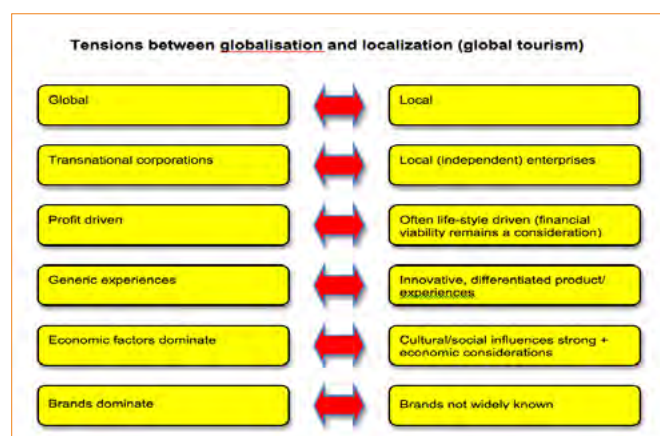 Tensions between globalisation and localization (global tourism)
Global
Local
Transnational corporations
Local (independent) enterprises
Profit driven
Often life-style driven (financial
viability remains a consideration)
Generic experiences
Innovative, differentiated product/
experiences
Economic factors dominate
Cultural/social influences strong +
economic considerations
Brands dominate
Brands not widely known